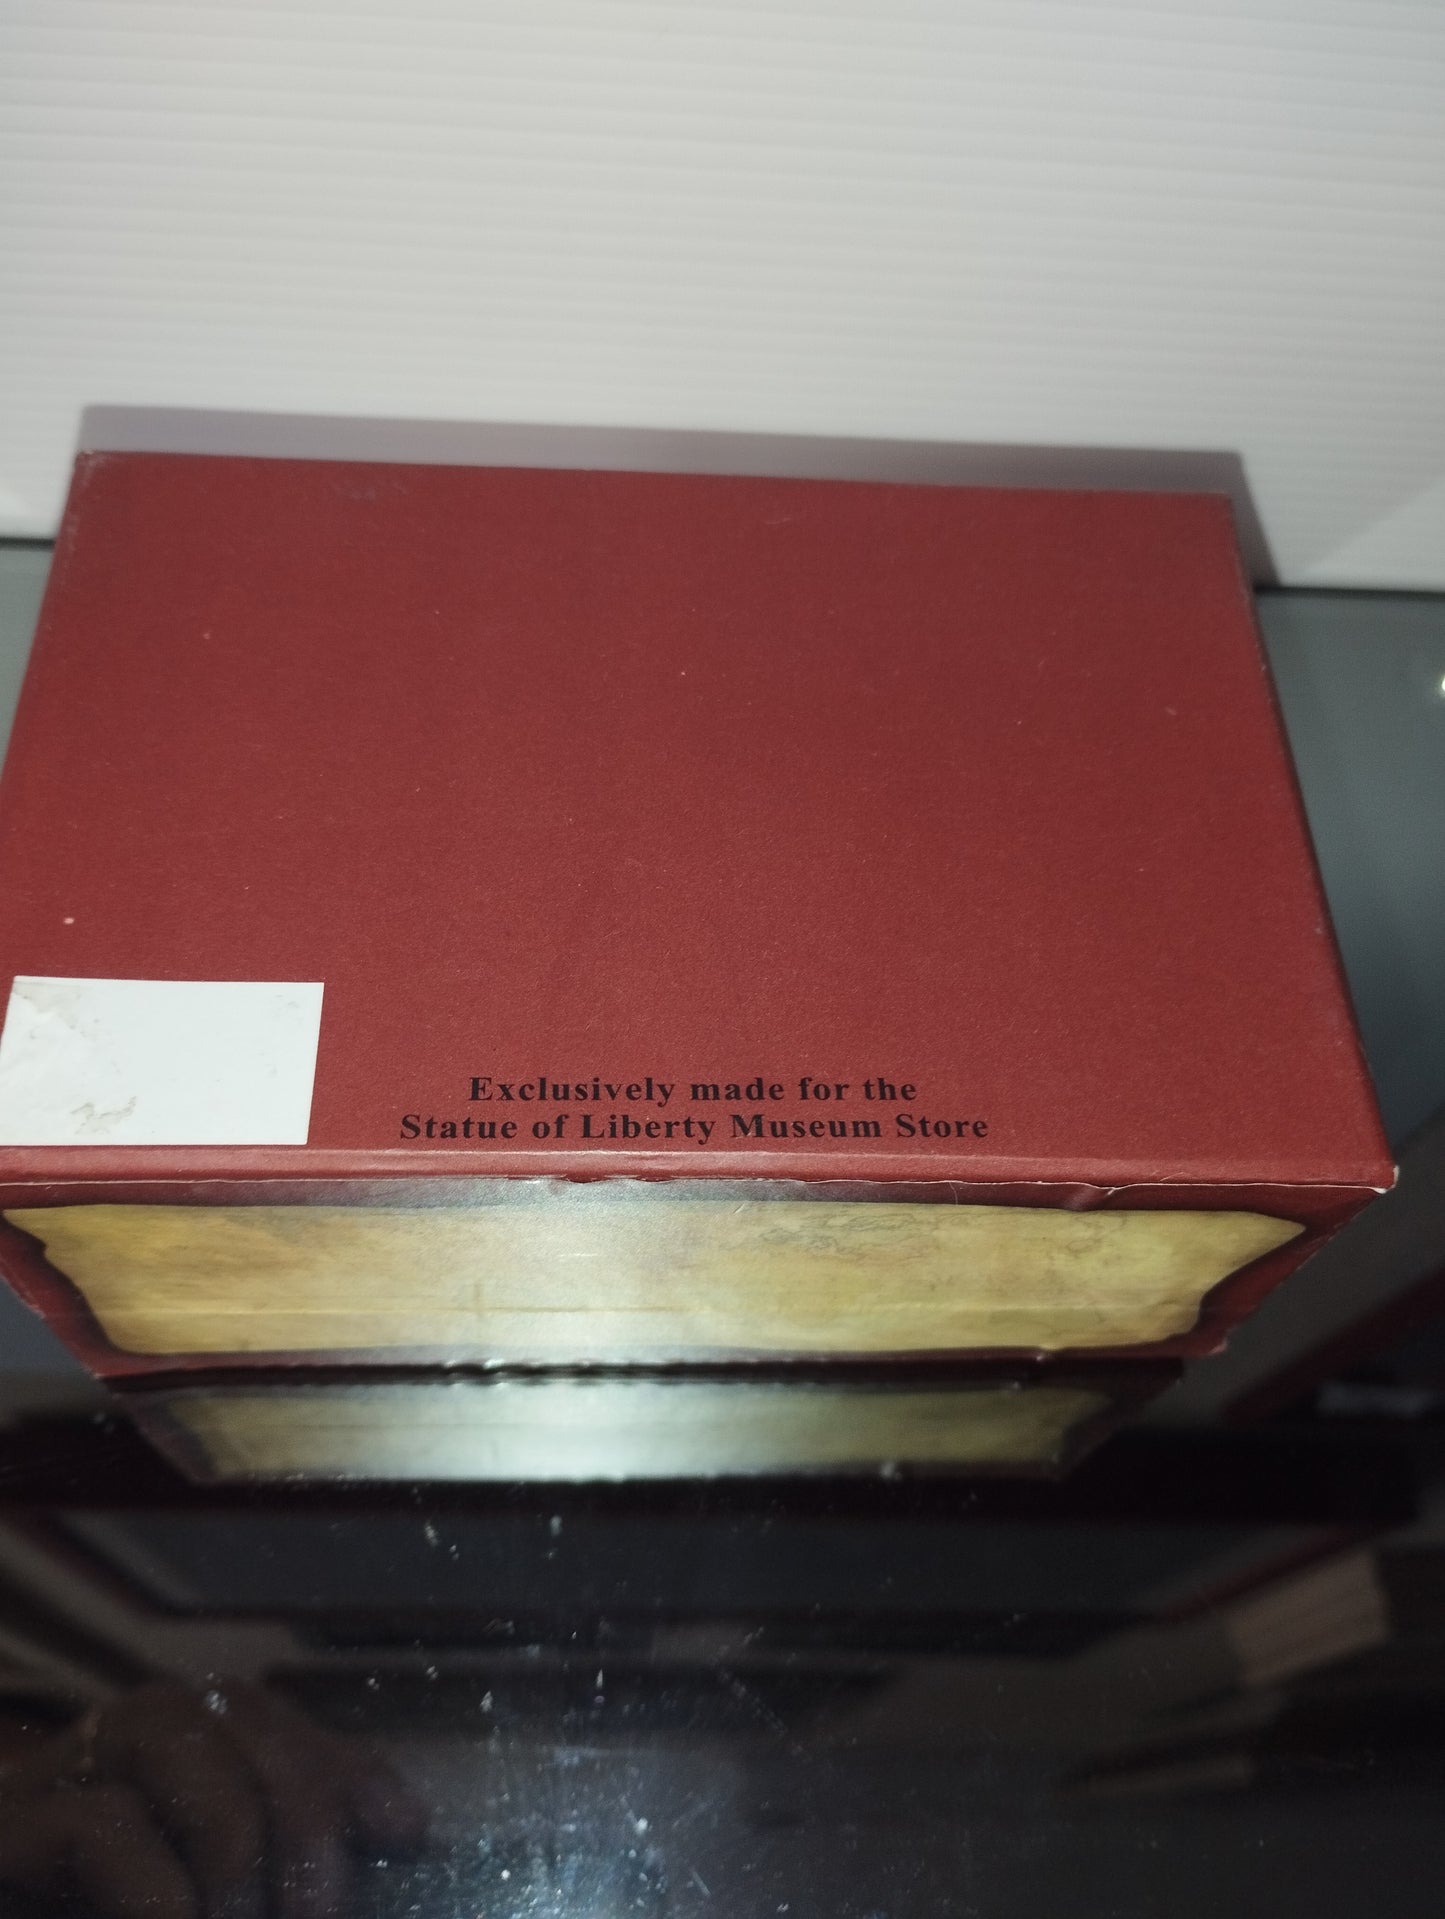 Exclusively made for the
Statue of Liberty Museum Store